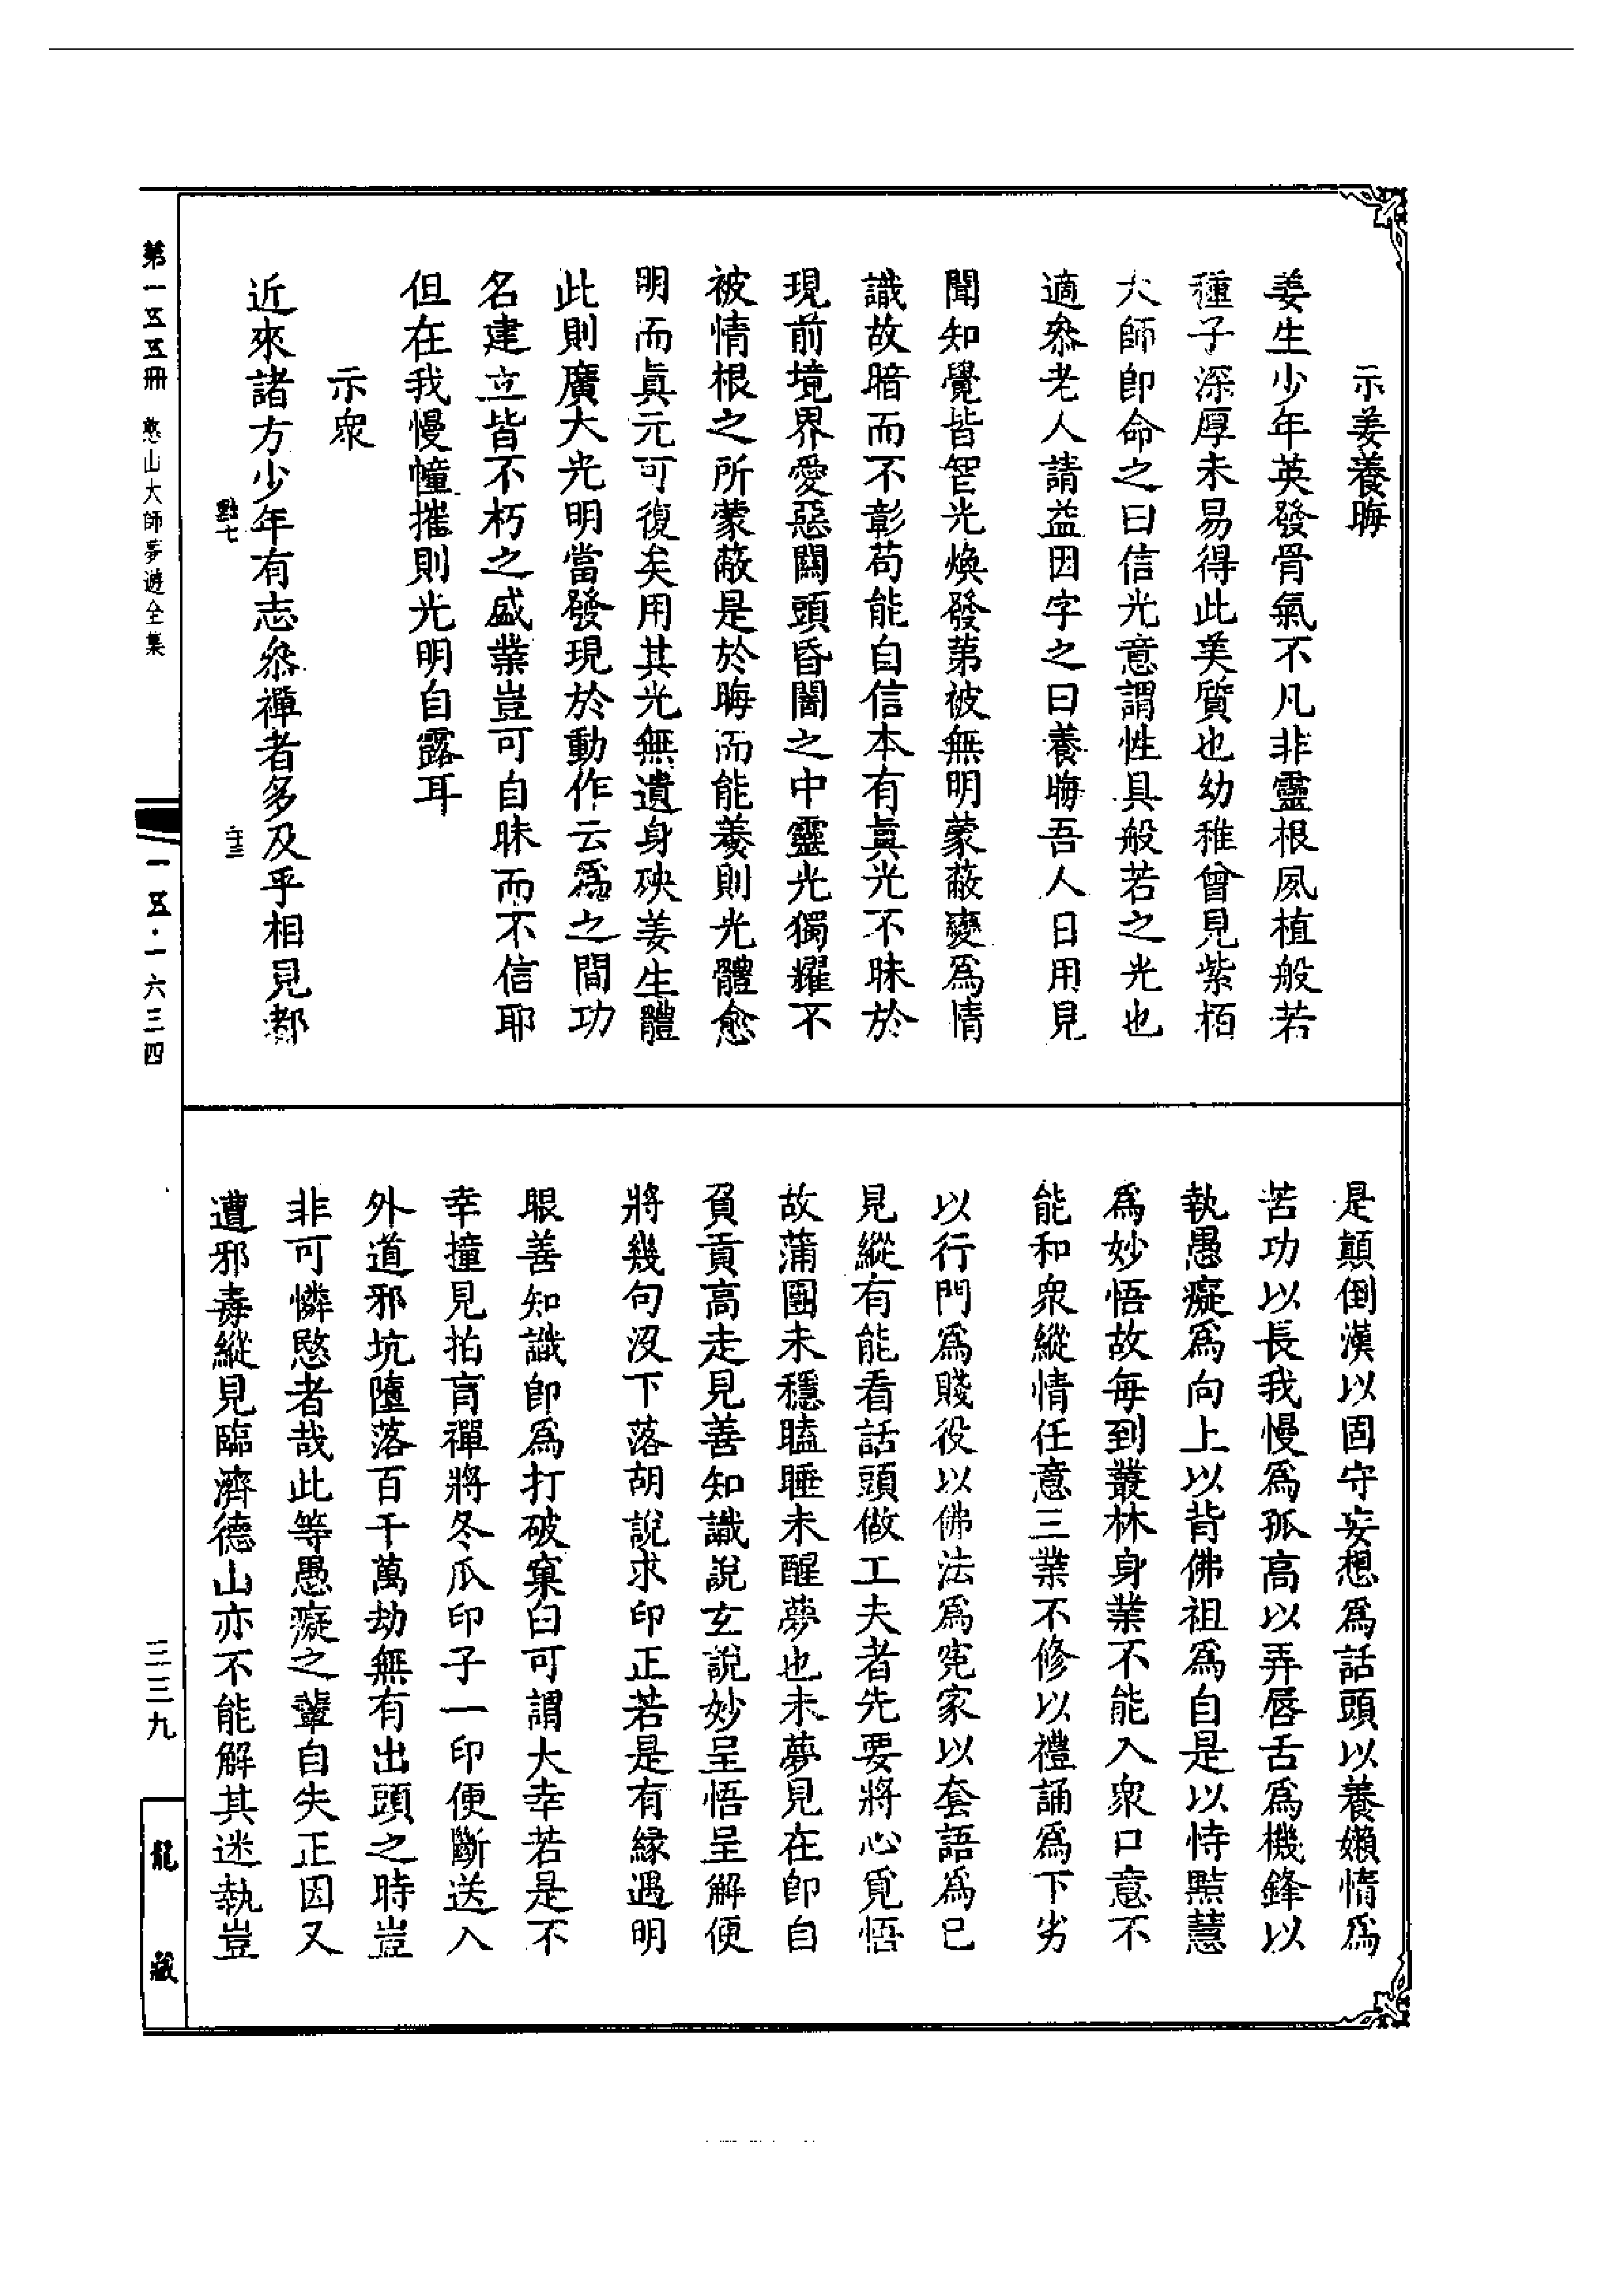 示姜養晦
姜生少年英發骨氣不凡非靈根夙植般若
種子深厚未易得此美質也幼稚曾見紫栢
大師卽命之曰信光意謂性具般若之光也
適叅老人請益因字之曰養晦吾人日用見
聞知覺皆智光煥發第被無明蒙蔽變爲情
識故暗而不彰苟能自信本有眞光不昧於
現前境界愛惡關頭昏闇之中靈光獨耀不
被情根之所蒙蔽是於晦而能養則光體愈
明而眞元可復矣用其光無遺身殃姜生體
此則廣大光明當發現於動作云爲之間功
名建立皆不朽之盛業豈可自昧而不信耶
但在我慢幢摧則光明自露耳
示衆
近來諸方少年有志叅禪者多及乎相見都
是顛倒漢以固守妄想爲話頭以養嬾惰爲
苦功以長我慢爲孤高以弄唇舌爲機鋒以
執愚癡爲向上以背佛祖爲自是以恃黠慧
爲妙悟故每到叢林身業不能入衆口意不
能和衆縱情任意三業不修以禮誦爲下劣
以行門爲賤役以佛法爲寃家以套語爲已
見縱有能看話頭做工夫者先要將心覓悟
故蒲團未穩瞌睡未醒夢也未夢見在卽自
負貢高走見善知識說玄說妙呈悟呈解便
將幾句沒下落胡說求印正若是有緣遇明
眼善知識卽爲打破窠臼可謂大幸若是不
幸撞見拍盲禪將冬瓜印子一印便斷送入
外道邪坑墮落百千萬劫無有出頭之時豈
非可憐愍者哉此等愚癡之輩自失正因又
遭邪毒縱見臨濟德山亦不能解其迷執豈
第一五五冊　憨山大師夢遊全集
一五·一六三四
三三九
龍藏